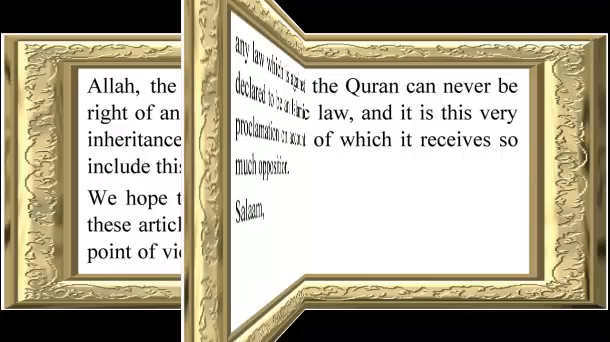 Allah, the
right of an
inheritance
include this
We hope t
these articl
point of vi
any law which is against the Quran can never be
declared to be an Islamic law, and it is this very
proclamation on account of which it receives so
much opposition.
Salaam,